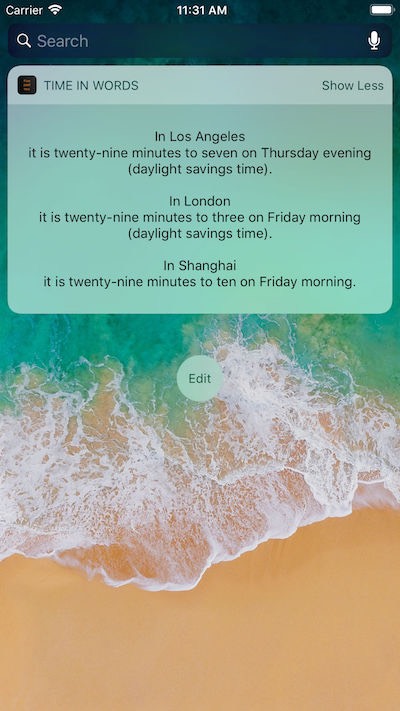 Carrier 11:31 AM
Search
TIME IN WORDS Show Less
In Los Angeles
it is twenty-nine minutes to seven on Thursday evening
(daylight savings time).
In London
it is twenty-nine minutes to three on Friday morning
(daylight savings time).
In Shanghai
it is twenty-nine minutes to ten on Friday morning.
Edit